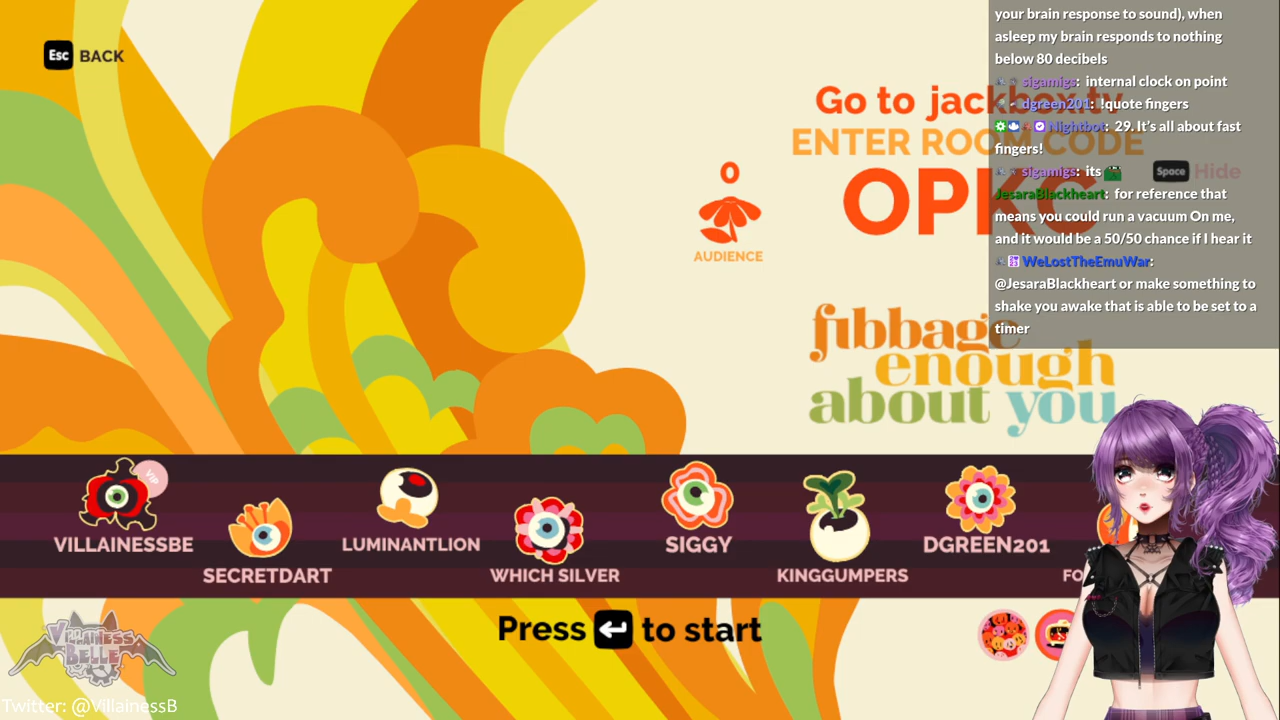 your brain response to sound), when
asleep my brain responds to nothing
below 80 decibels
sigamigs: internal clock on point
dgreen201: !quote fingers
Nightbot: 29. It's all about fast
fingers!
sigamigs: its
JesaraBlackheart: for reference that
means you could run a vacuum On me,
and it would be a 50/50 chance if I hear it
WeLostTheEmuWar:
@JesaraBlackheart or make something to
shake you awake that is able to be set to a
timer
Esc BACK
Go to jackbox.tv
ENTER ROOM CODE
OPKC
Space Hide
0
AUDIENCE
fibbage
enough
about you
VIP
VILLAINESSBE
SECRETDART
LUMINANTLION
WHICH SILVER
SIGGY
KINGGUMPERS
DGREEN201
FO
Press ↵ to start
VILLAINESS
BELLE
Twitter: @VillainessB